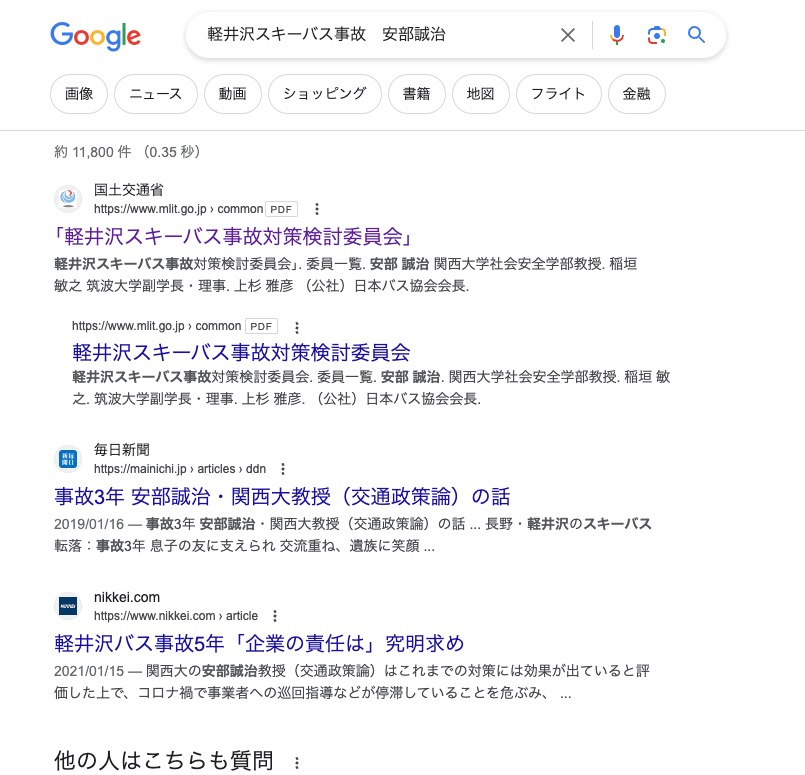 Google
軽井沢スキーバス事故　安部誠治
画像 ニュース 動画 ショッピング 書籍 地図 フライト 金融
約 11,800 件 （0.35 秒）
国土交通省
https://www.mlit.go.jp › common PDF
「軽井沢スキーバス事故対策検討委員会」
軽井沢スキーバス事故対策検討委員会」. 委員一覧. 安部 誠治 関西大学社会安全学部教授. 稲垣
敏之 筑波大学副学長・理事. 上杉 雅彦 （公社）日本バス協会会長.
https://www.mlit.go.jp › common PDF
軽井沢スキーバス事故対策検討委員会
軽井沢スキーバス事故対策検討委員会. 委員一覧. 安部 誠治. 関西大学社会安全学部教授. 稲垣 敏
之. 筑波大学副学長・理事. 上杉 雅彦. （公社）日本バス協会会長.
毎日新聞
https://mainichi.jp › articles › ddn
事故3年 安部誠治・関西大教授（交通政策論）の話
2019/01/16 — 事故3年 安部誠治・関西大教授（交通政策論）の話 ... 長野・軽井沢のスキーバス
転落：事故3年 息子の友に支えられ 交流重ね、遺族に笑顔 ...
nikkei.com
https://www.nikkei.com › article
軽井沢バス事故5年「企業の責任は」究明求め
2021/01/15 — 関西大の安部誠治教授（交通政策論）はこれまでの対策には効果が出ていると評
価した上で、コロナ禍で事業者への巡回指導などが停滞していることを危ぶみ、 ...
他の人はこちらも質問